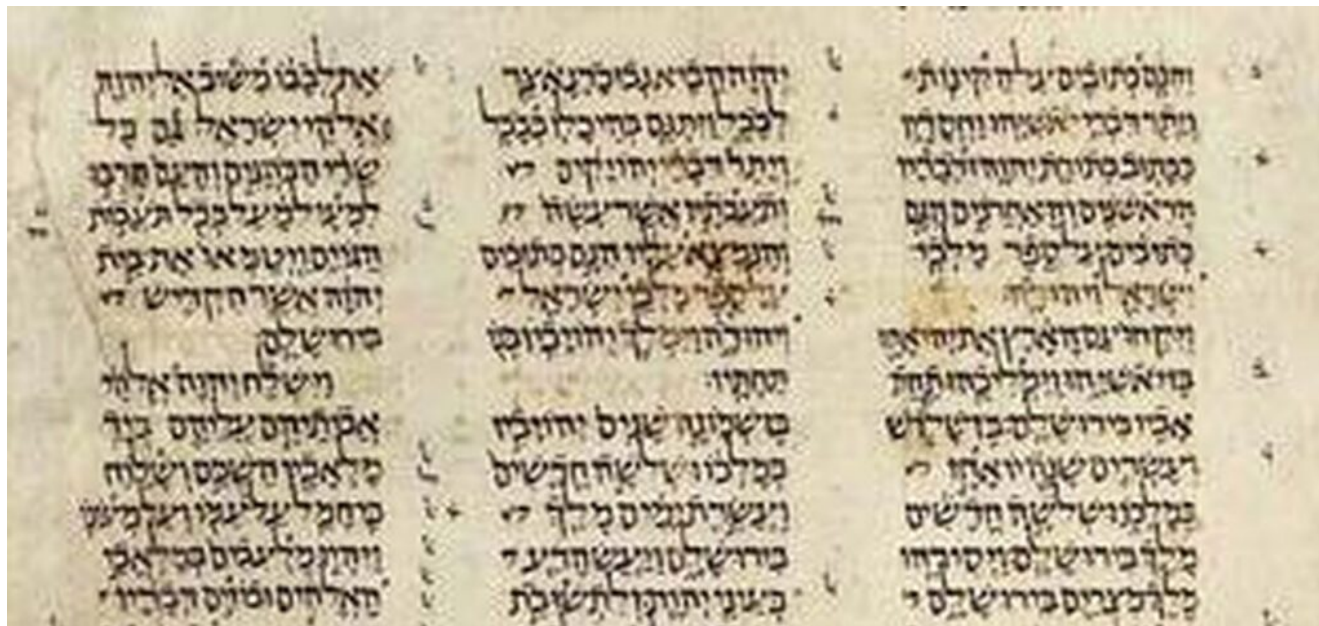 והנם כתובים על הקינות
ויתר דברי יאשיהו וחסדיו
ככתוב בתורת יהוה ודבריו
הראשנים והאחרנים הנם
כתובים על ספר מלכי
ישראל ויהודה
ויקח עם הארץ את יהואחז
בן יאשיהו וימליכהו תחת
אביו בירושלם בן שלוש
ועשרים שנה יואחז
במלכו ושלשה חדשים
מלך בירושלם ויסירהו
מלך מצרים בירושלם
יהוה הביא נבוכדנאצר
לבבל ויתנם בהיכלו בבבל
ויתר דברי יהויקים
ותעבתיו אשר עשה
והנמצא עליו הנם כתובים
על ספר מלכי ישראל
ויהודה וימלך יהויכין בנו
תחתיו
בן שמונה שנים יהויכין
במלכו ושלשה חדשים
ועשרת ימים מלך
בירושלם ויעש הרע
בעיני יהוה ולתשובת
את לבבו משוב אל יהוה
אלהי ישראל גם כל
שרי הכהנים והעם הרבו
למעול מעל ככל תעבות
הגוים ויטמאו את בית
יהוה אשר הקדיש
בירושלם
וישלח יהוה אלהי
אבתיהם עליהם ביד
מלאכיו השכם ושלוח
כי חמל על עמו ועל מעונו
ויהיו מלעבים במלאכי
האלהים ובוזים דבריו